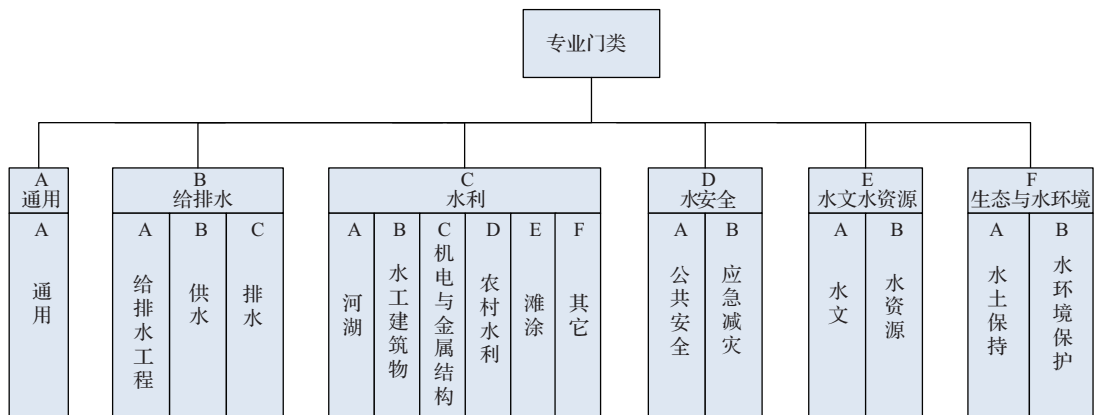 专业门类
A
通用
A
通用
B
给排水
A
给排水工程
B
供水
C
排水
C
水利
A
河湖
B
水工建筑物
C
机电与金属结构
D
农村水利
E
滩涂
F
其它
D
水安全
A
公共安全
B
应急减灾
E
水文水资源
A
水文
B
水资源
F
生态与水环境
A
水土保持
B
水环境保护